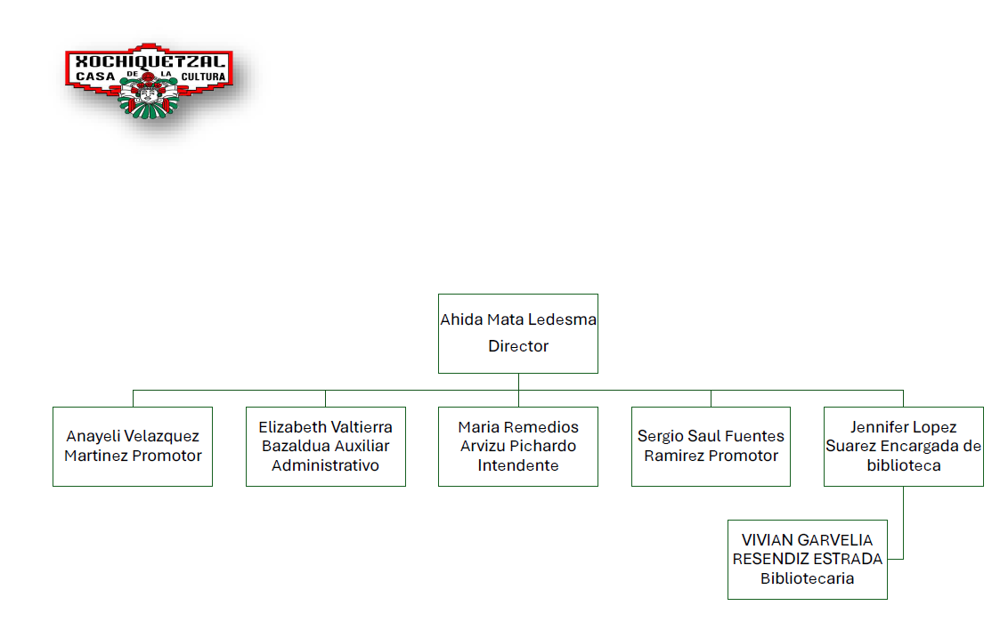 XOCHIQUETZAL
CASA DE LA CULTURA
Ahida Mata Ledesma
Director
Anayeli Velazquez
Martinez Promotor
Elizabeth Valtierra
Bazaldua Auxiliar
Administrativo
Maria Remedios
Arvizu Pichardo
Intendente
Sergio Saul Fuentes
Ramirez Promotor
Jennifer Lopez
Suarez Encargada de
biblioteca
VIVIAN GARVELIA
RESENDIZ ESTRADA
Bibliotecaria